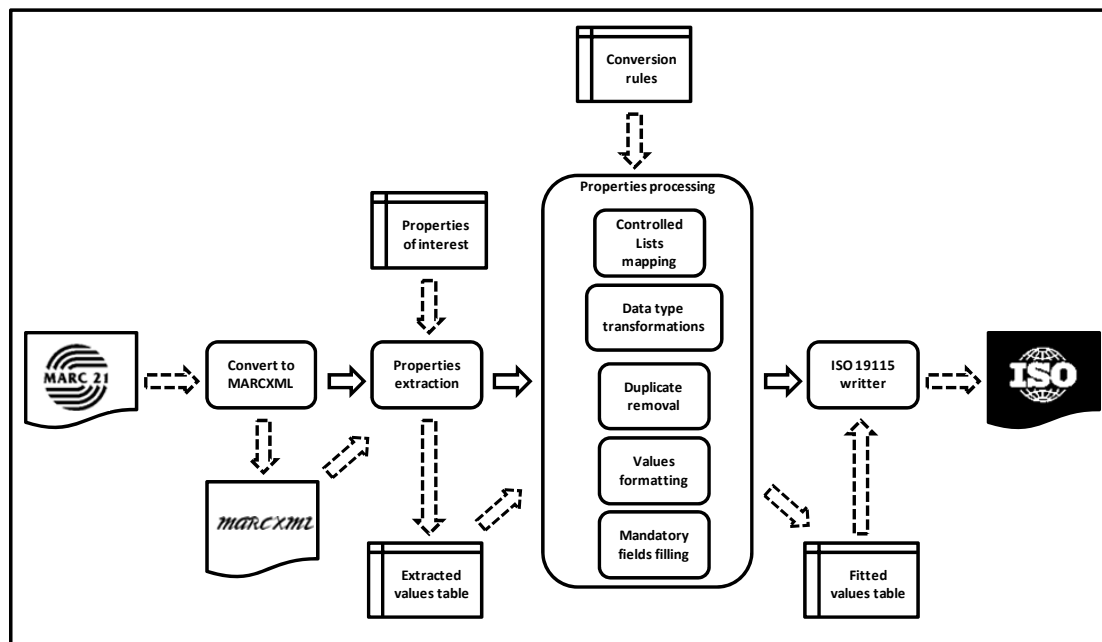 Conversion
rules
Properties processing
Properties
of interest
Controlled
Lists
mapping
Data type
transformations
MARC 21
Convert to
MARCXML
Properties
extraction
Duplicate
removal
ISO 19115
writter
ISO
Values
formatting
MARCXML
Mandatory
fields filling
Extracted
values table
Fitted
values table